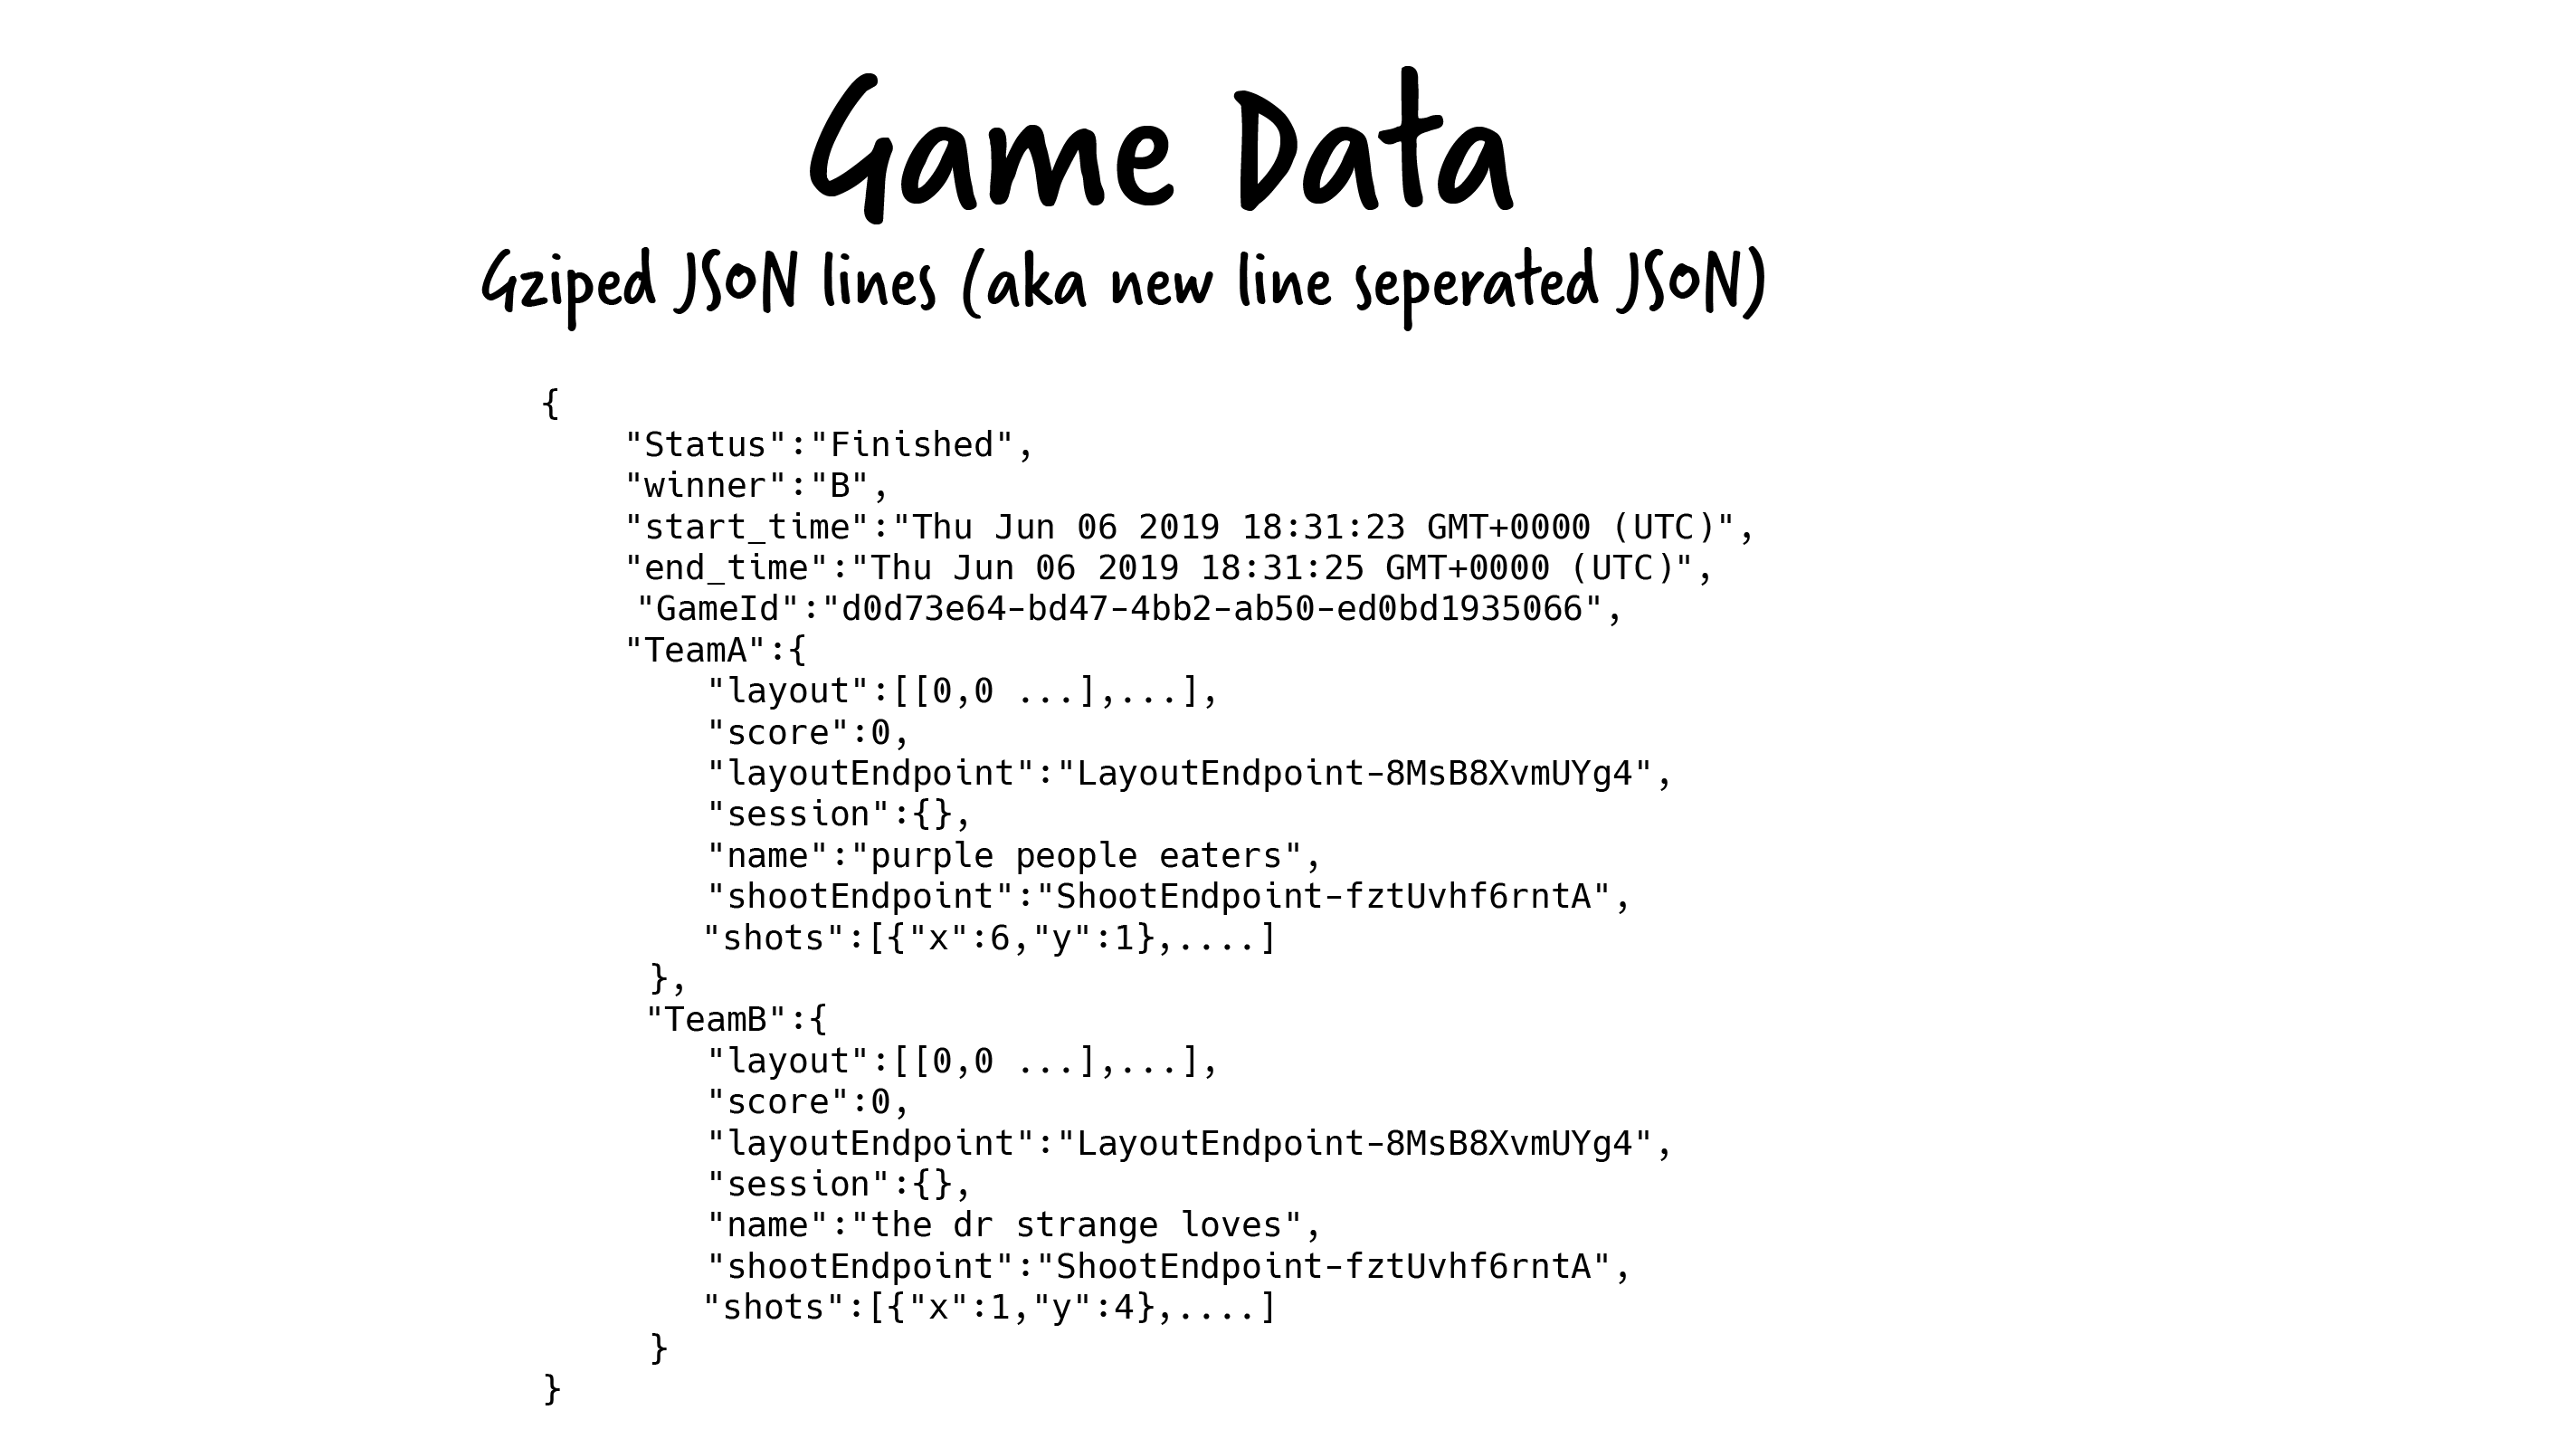 Game Data
Gziped JSON lines (aka new line seperated JSON)
{
"Status":"Finished",
"winner":"B",
"start_time":"Thu Jun 06 2019 18:31:23 GMT+0000 (UTC)",
"end_time":"Thu Jun 06 2019 18:31:25 GMT+0000 (UTC)",
"GameId":"d0d73e64-bd47-4bb2-ab50-ed0bd1935066",
"TeamA":{
"layout":[[0,0 ...],...],
"score":0,
"layoutEndpoint":"LayoutEndpoint-8MsB8XvmUYg4",
"session":{},
"name":"purple people eaters",
"shootEndpoint":"ShootEndpoint-fztUvhf6rntA",
"shots":[{"x":6,"y":1},....]
},
"TeamB":{
"layout":[[0,0 ...],...],
"score":0,
"layoutEndpoint":"LayoutEndpoint-8MsB8XvmUYg4",
"session":{},
"name":"the dr strange loves",
"shootEndpoint":"ShootEndpoint-fztUvhf6rntA",
"shots":[{"x":1,"y":4},....]
}
}